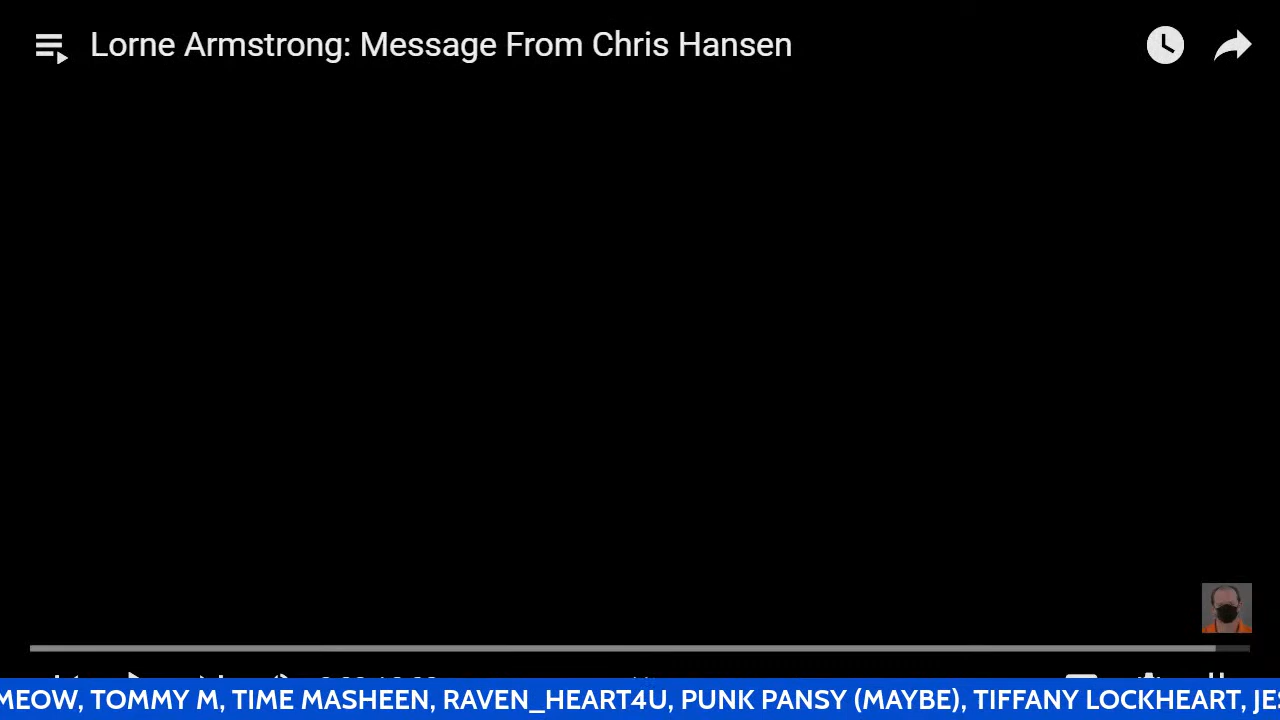 Lorne Armstrong: Message From Chris Hansen
MEOW, TOMMY M, TIME MASHEEN, RAVEN_HEART4U, PUNK PANSY (MAYBE), TIFFANY LOCKHEART,